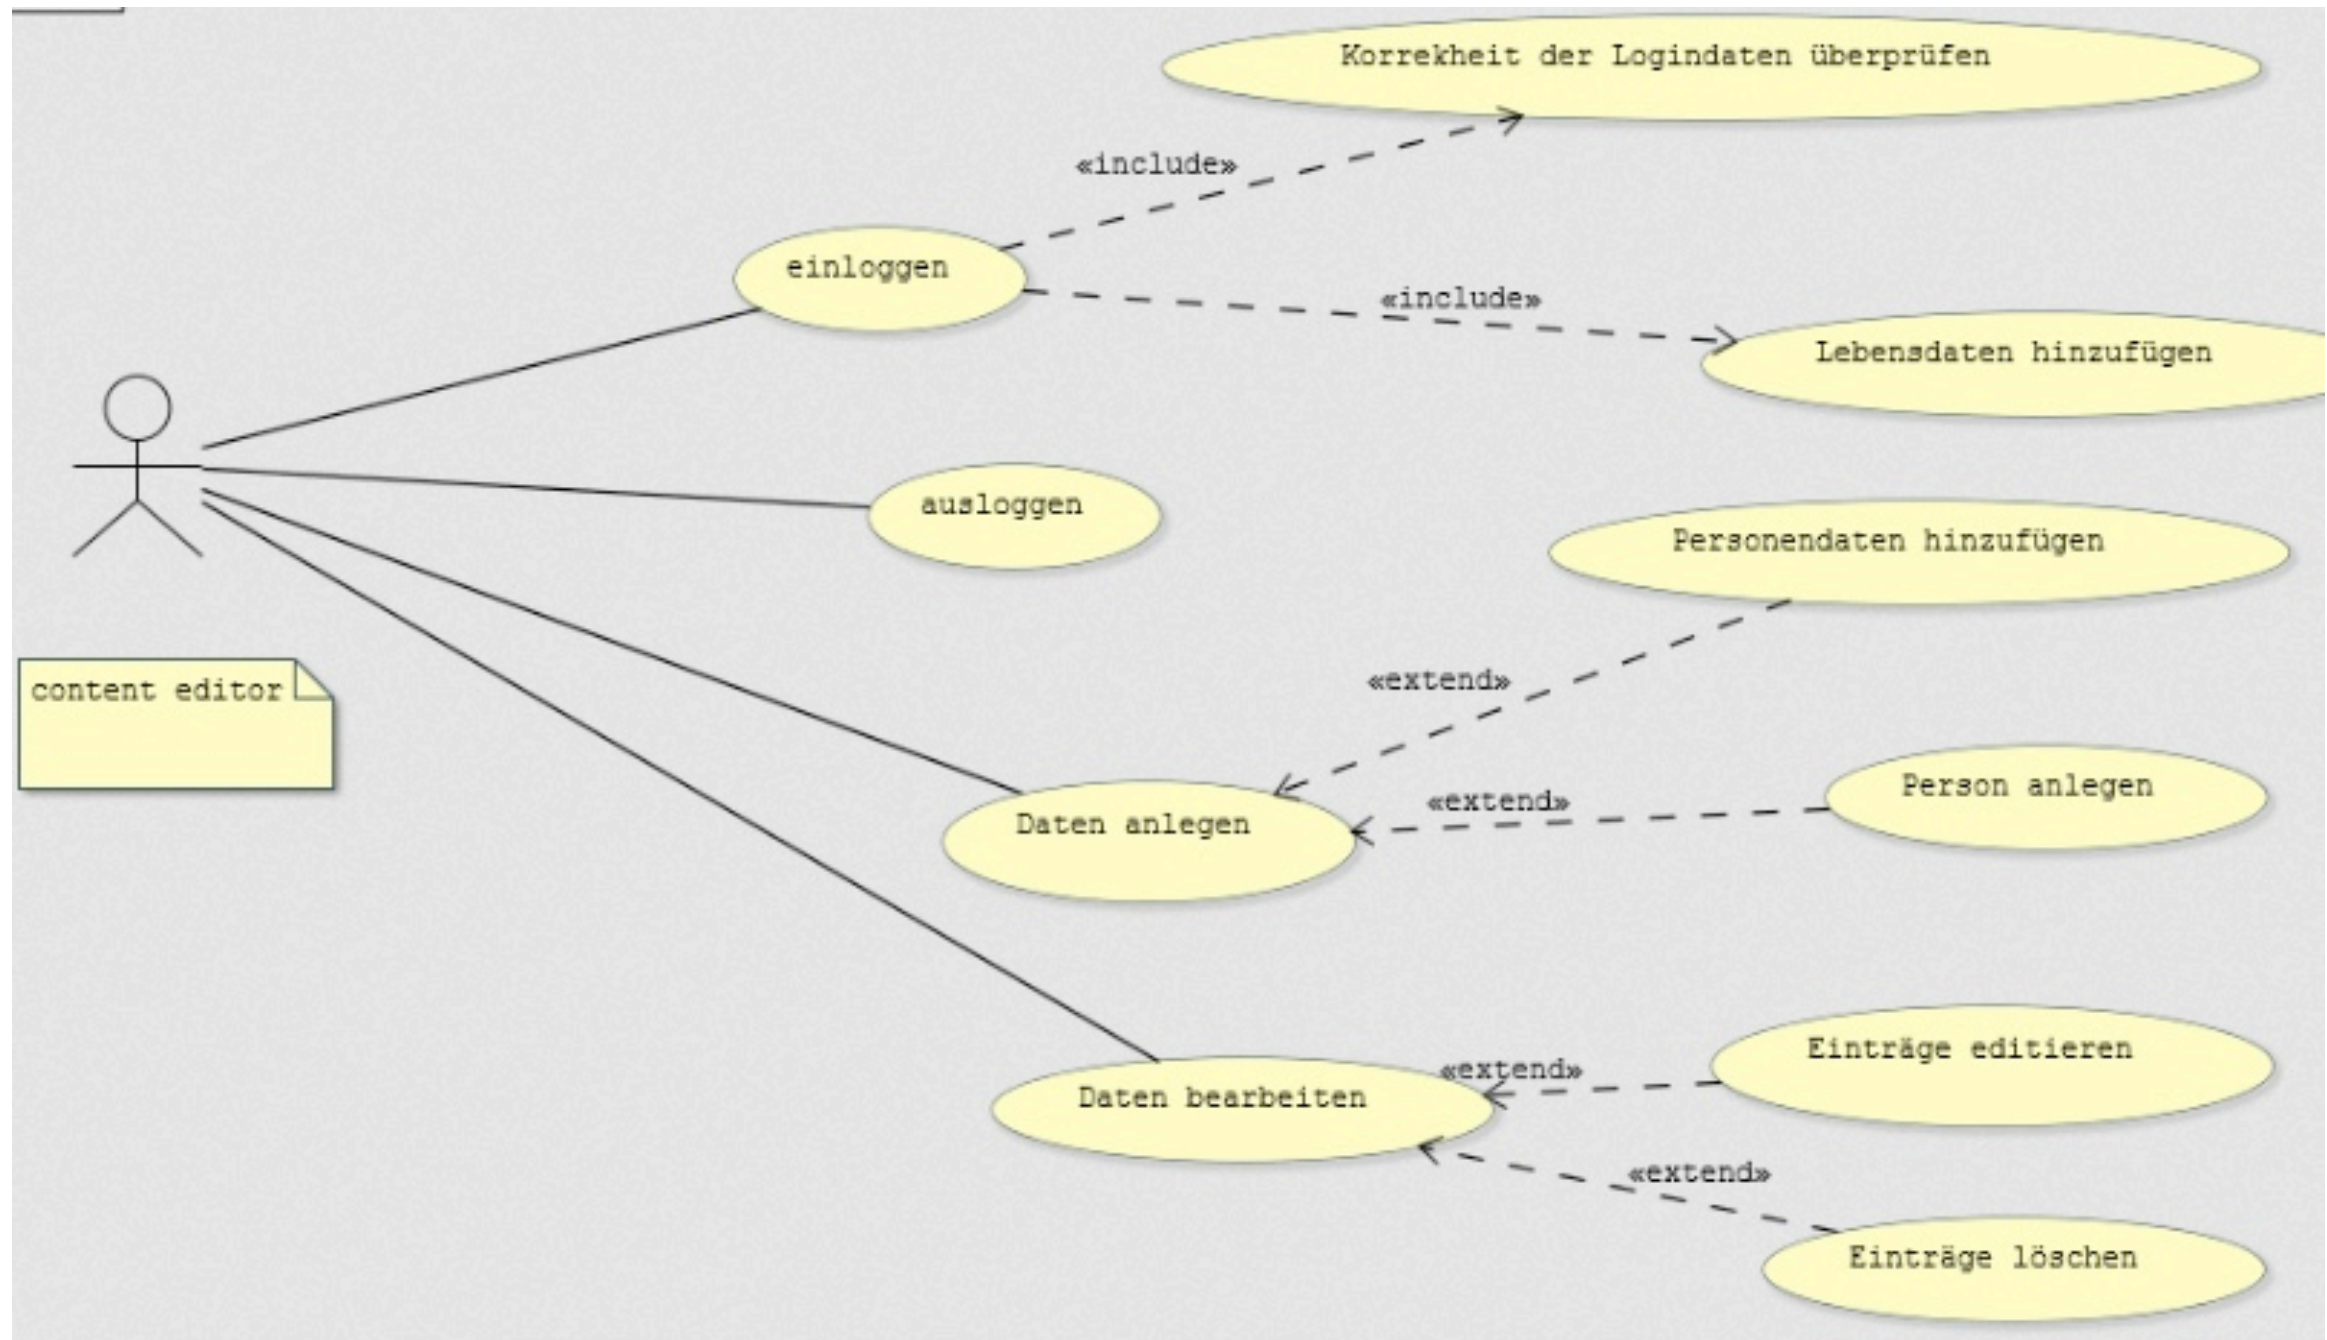 Korrekheit der Logindaten überprüfen
«include»
einloggen
«include»
Lebensdaten hinzufügen
ausloggen
Personendaten hinzufügen
content editor
«extend»
Person anlegen
«extend»
Daten anlegen
Einträge editieren
«extend»
Daten bearbeiten
«extend»
Einträge löschen